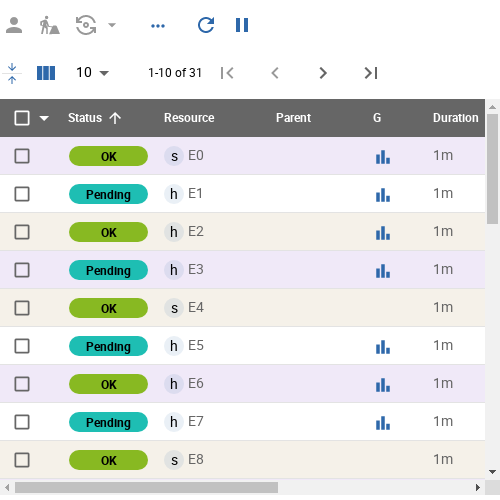 10 1-10 of 31
Status Resource Parent G Duration
OK s E0 1m
Pending h E1 1m
OK h E2 1m
Pending h E3 1m
OK s E4 1m
Pending h E5 1m
OK h E6 1m
Pending h E7 1m
OK s E8 1m